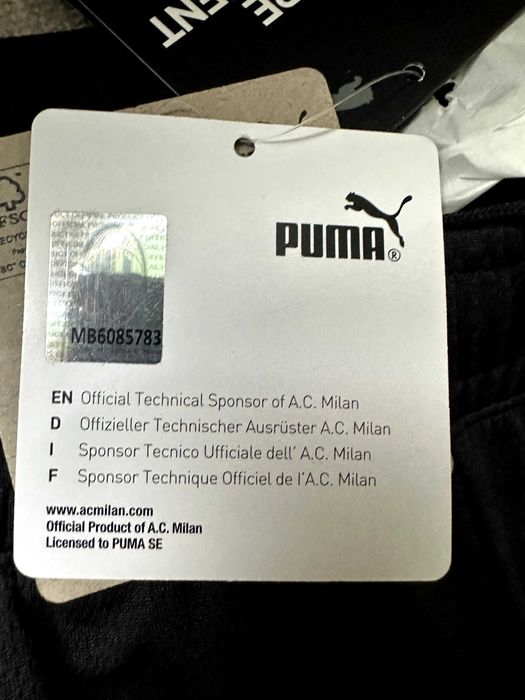 PUMA®
MB6085783
EN Official Technical Sponsor of A.C. Milan
D Offizieller Technischer Ausrüster A.C. Milan
I Sponsor Tecnico Ufficiale dell' A.C. Milan
F Sponsor Technique Officiel de l'A.C. Milan
www.acmilan.com
Official Product of A.C. Milan
Licensed to PUMA SE